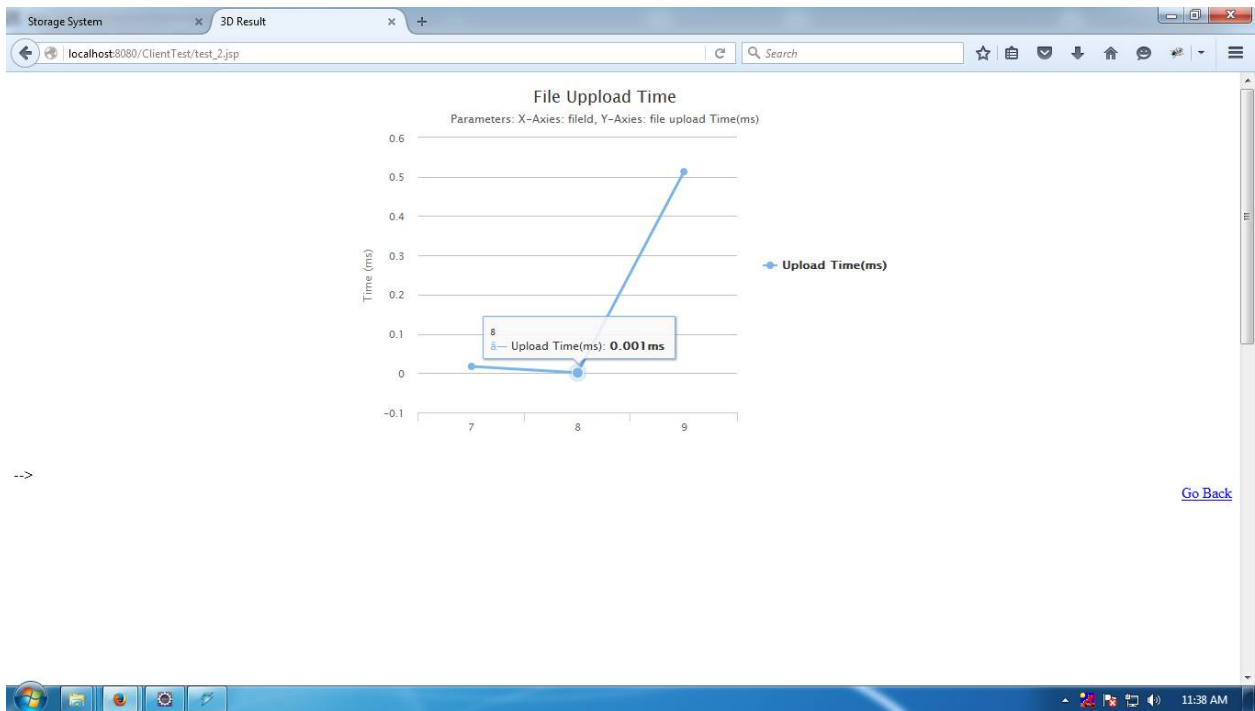 Storage System
3D Result
localhost:8080/ClientTest/test_2.jsp
Search
File Uppload Time
Parameters: X-Axies: fileId, Y-Axies: file upload Time(ms)
0.6
0.5
0.4
0.3
0.2
0.1
0
-0.1
Time (ms)
8
â— Upload Time(ms): 0.001ms
7
8
9
Upload Time(ms)
-->
Go Back
11:38 AM